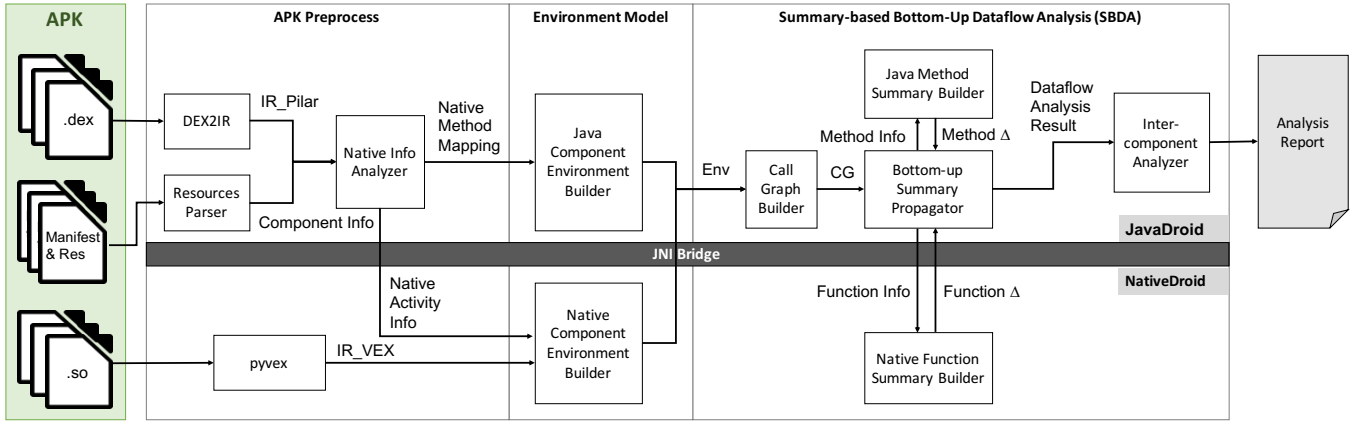 APK
APK Preprocess
Environment Model
Summary-based Bottom-Up Dataflow Analysis (SBDA)
.dex
Manifest
& Res
.so
DEX2IR
IR_Pilar
Resources
Parser
Component Info
Native Info
Analyzer
Native
Method
Mapping
Native
Activity
Info
pyvex
IR_VEX
Java
Component
Environment
Builder
Native
Component
Environment
Builder
Env
Call
Graph
Builder
CG
Java Method
Summary Builder
Method Info
Method Δ
Bottom-up
Summary
Propagator
Dataflow
Analysis
Result
Inter-
component
Analyzer
Analysis
Report
JavaDroid
JNI Bridge
NativeDroid
Function Info
Function Δ
Native Function
Summary Builder